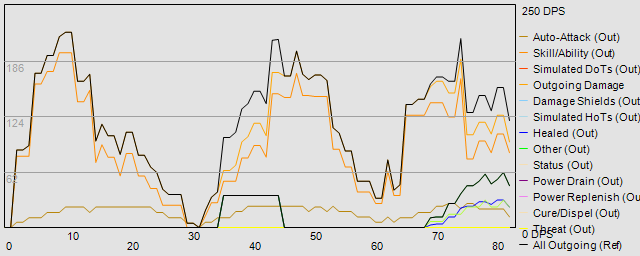 250 DPS
186
124
62
0 DPS
Auto-Attack (Out)
Skill/Ability (Out)
Simulated DoTs (Out)
Outgoing Damage
Damage Shields (Out)
Simulated HoTs (Out)
Healed (Out)
Other (Out)
Status (Out)
Power Drain (Out)
Power Replenish (Ou
Cure/Dispel (Out)
Threat (Out)
All Outgoing (Ref)
0 10 20 30 40 50 60 70 80